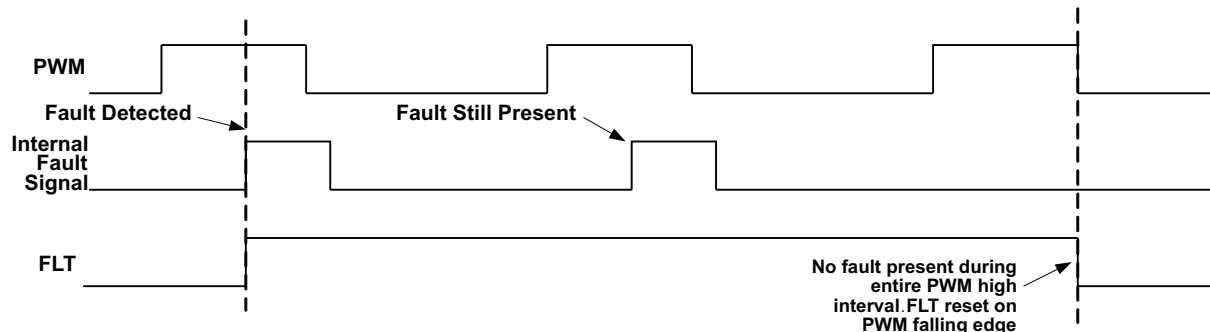 PWM
Fault Detected
Fault Still Present
Internal
Fault
Signal
FLT
No fault present during
entire PWM high
interval.FLT reset on
PWM falling edge